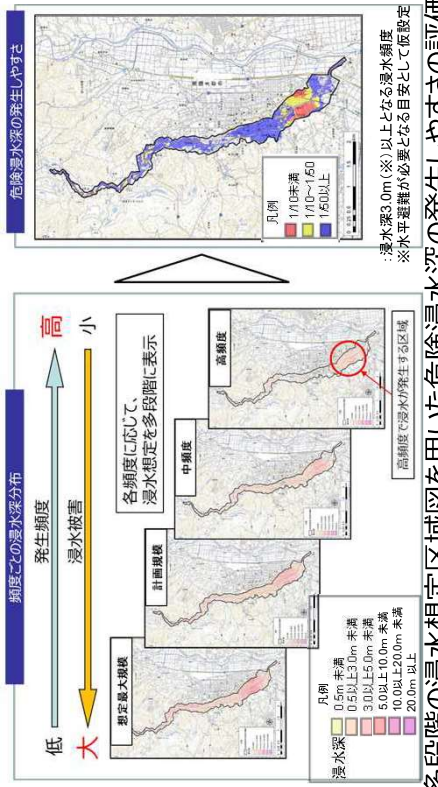 頻度ごとの浸水深分布
低
発生頻度
高
大
浸水被害
小
各頻度に応じて、
浸水想定を多段階に表示
想定最大規模
計画規模
中頻度
高頻度
高頻度で浸水が発生する区域
凡例
浸水深
0.5m 未満
0.5以上3.0m 未満
3.0以上5.0m 未満
5.0以上10.0m 未満
10.0以上20.0m 未満
20.0m 以上
危険浸水深の発生しやすさ
凡例
1/10未満
1/10～1/50
1/50以上
:浸水深3.0m(※)以上となる浸水頻度
※水平避難が必要となる目安として仮設定
多段階の浸水想定区域図を用いた危険浸水深の発生しやすさの評価